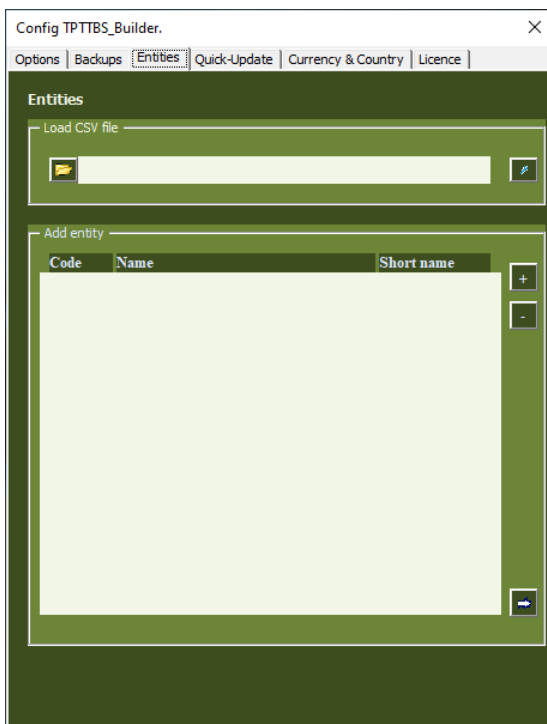 Config TPTTBS_Builder.
Options Backups Entities Quick-Update Currency & Country Licence
Entities
Load CSV file
Add entity
Code Name Short name
+
-